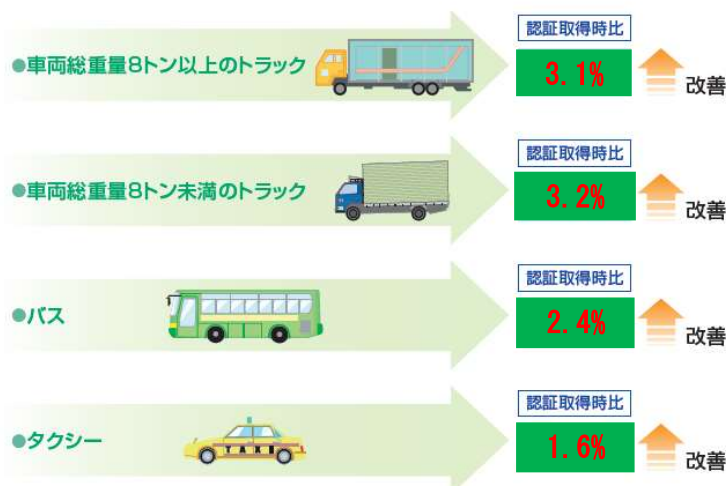 認証取得時比
●車両総重量8トン以上のトラック
3.1%
改善
認証取得時比
●車両総重量8トン未満のトラック
3.2%
改善
認証取得時比
●バス
2.4%
改善
認証取得時比
●タクシー
TAXI
1.6%
改善